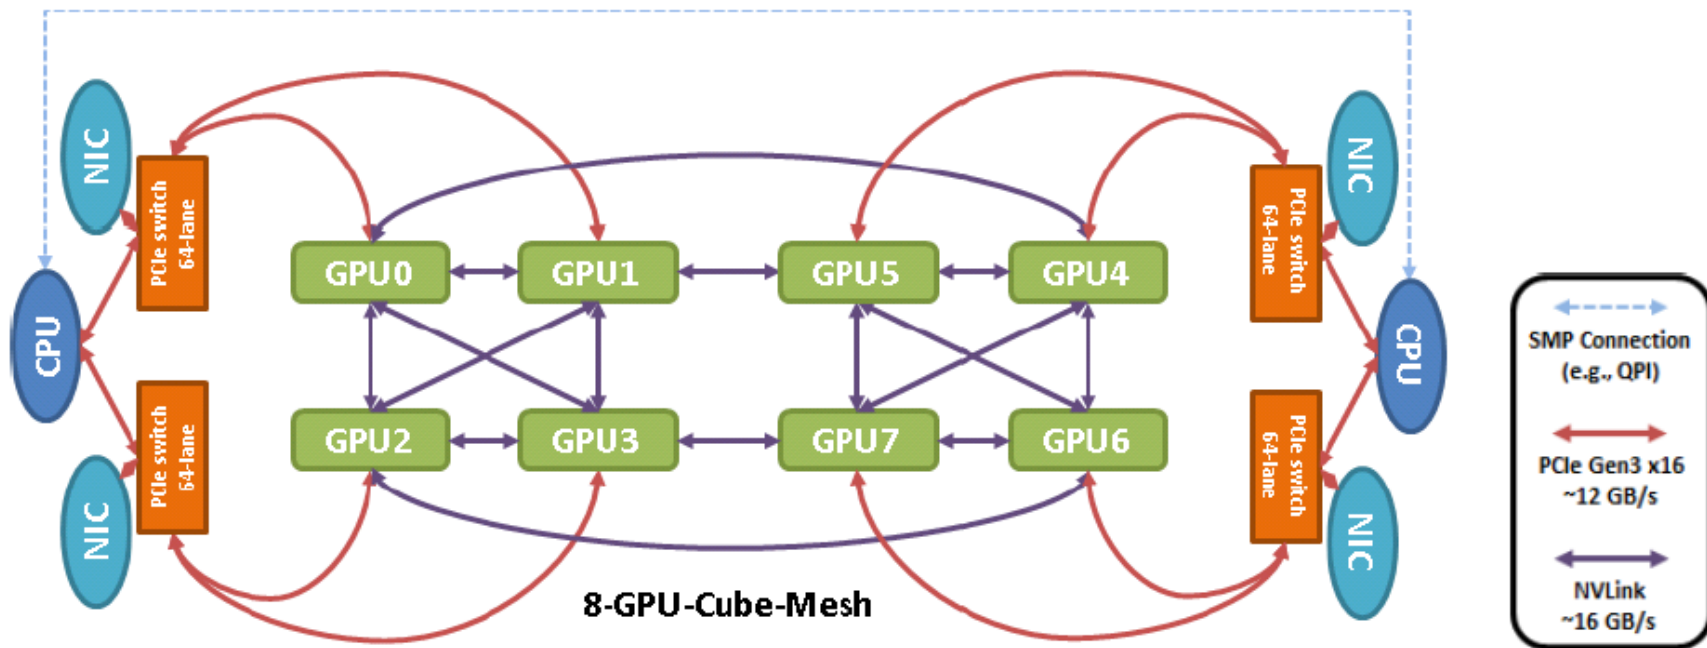 NIC
PCIe switch
64-lane
CPU
PCIe switch
64-lane
NIC
GPU0
GPU1
GPU5
GPU4
GPU2
GPU3
GPU7
GPU6
8-GPU-Cube-Mesh
NIC
PCIe switch
64-lane
CPU
PCIe switch
64-lane
NIC
SMP Connection
(e.g., QPI)
PCIe Gen3 x16
~12 GB/s
NVLink
~16 GB/s